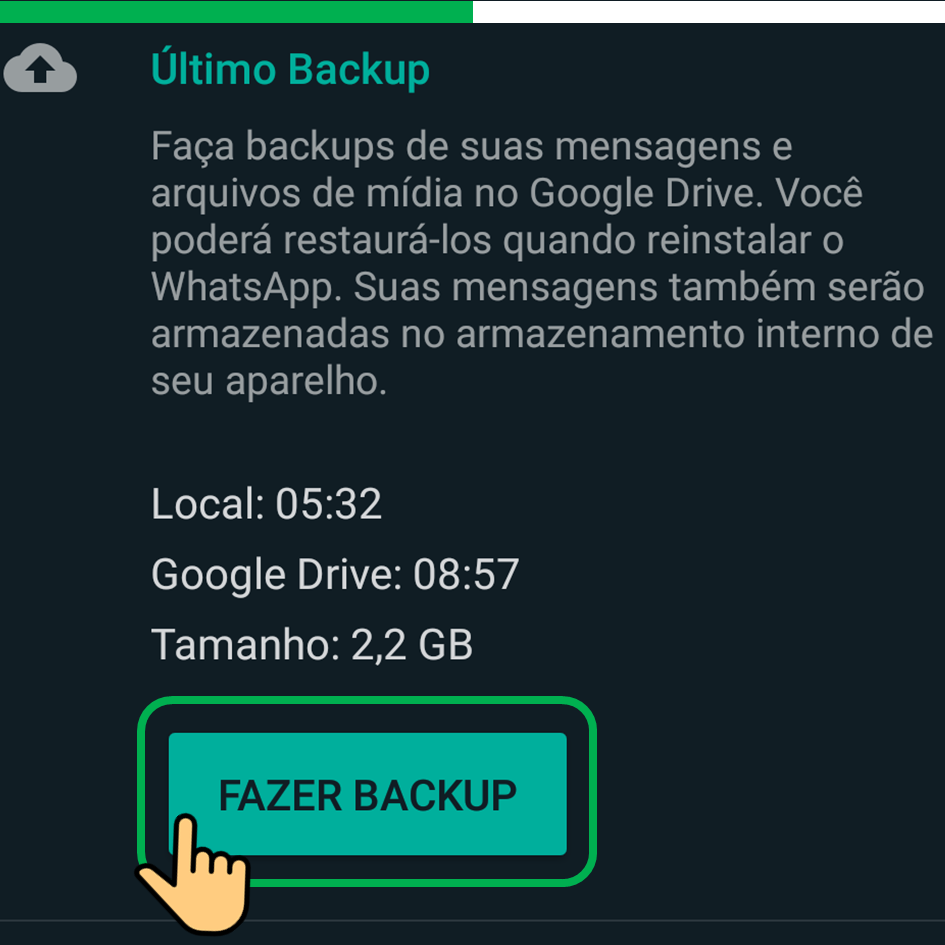 Último Backup
Faça backups de suas mensagens e
arquivos de mídia no Google Drive. Você
poderá restaurá-los quando reinstalar o
WhatsApp. Suas mensagens também serão
armazenadas no armazenamento interno de
seu aparelho.
Local: 05:32
Google Drive: 08:57
Tamanho: 2,2 GB
FAZER BACKUP